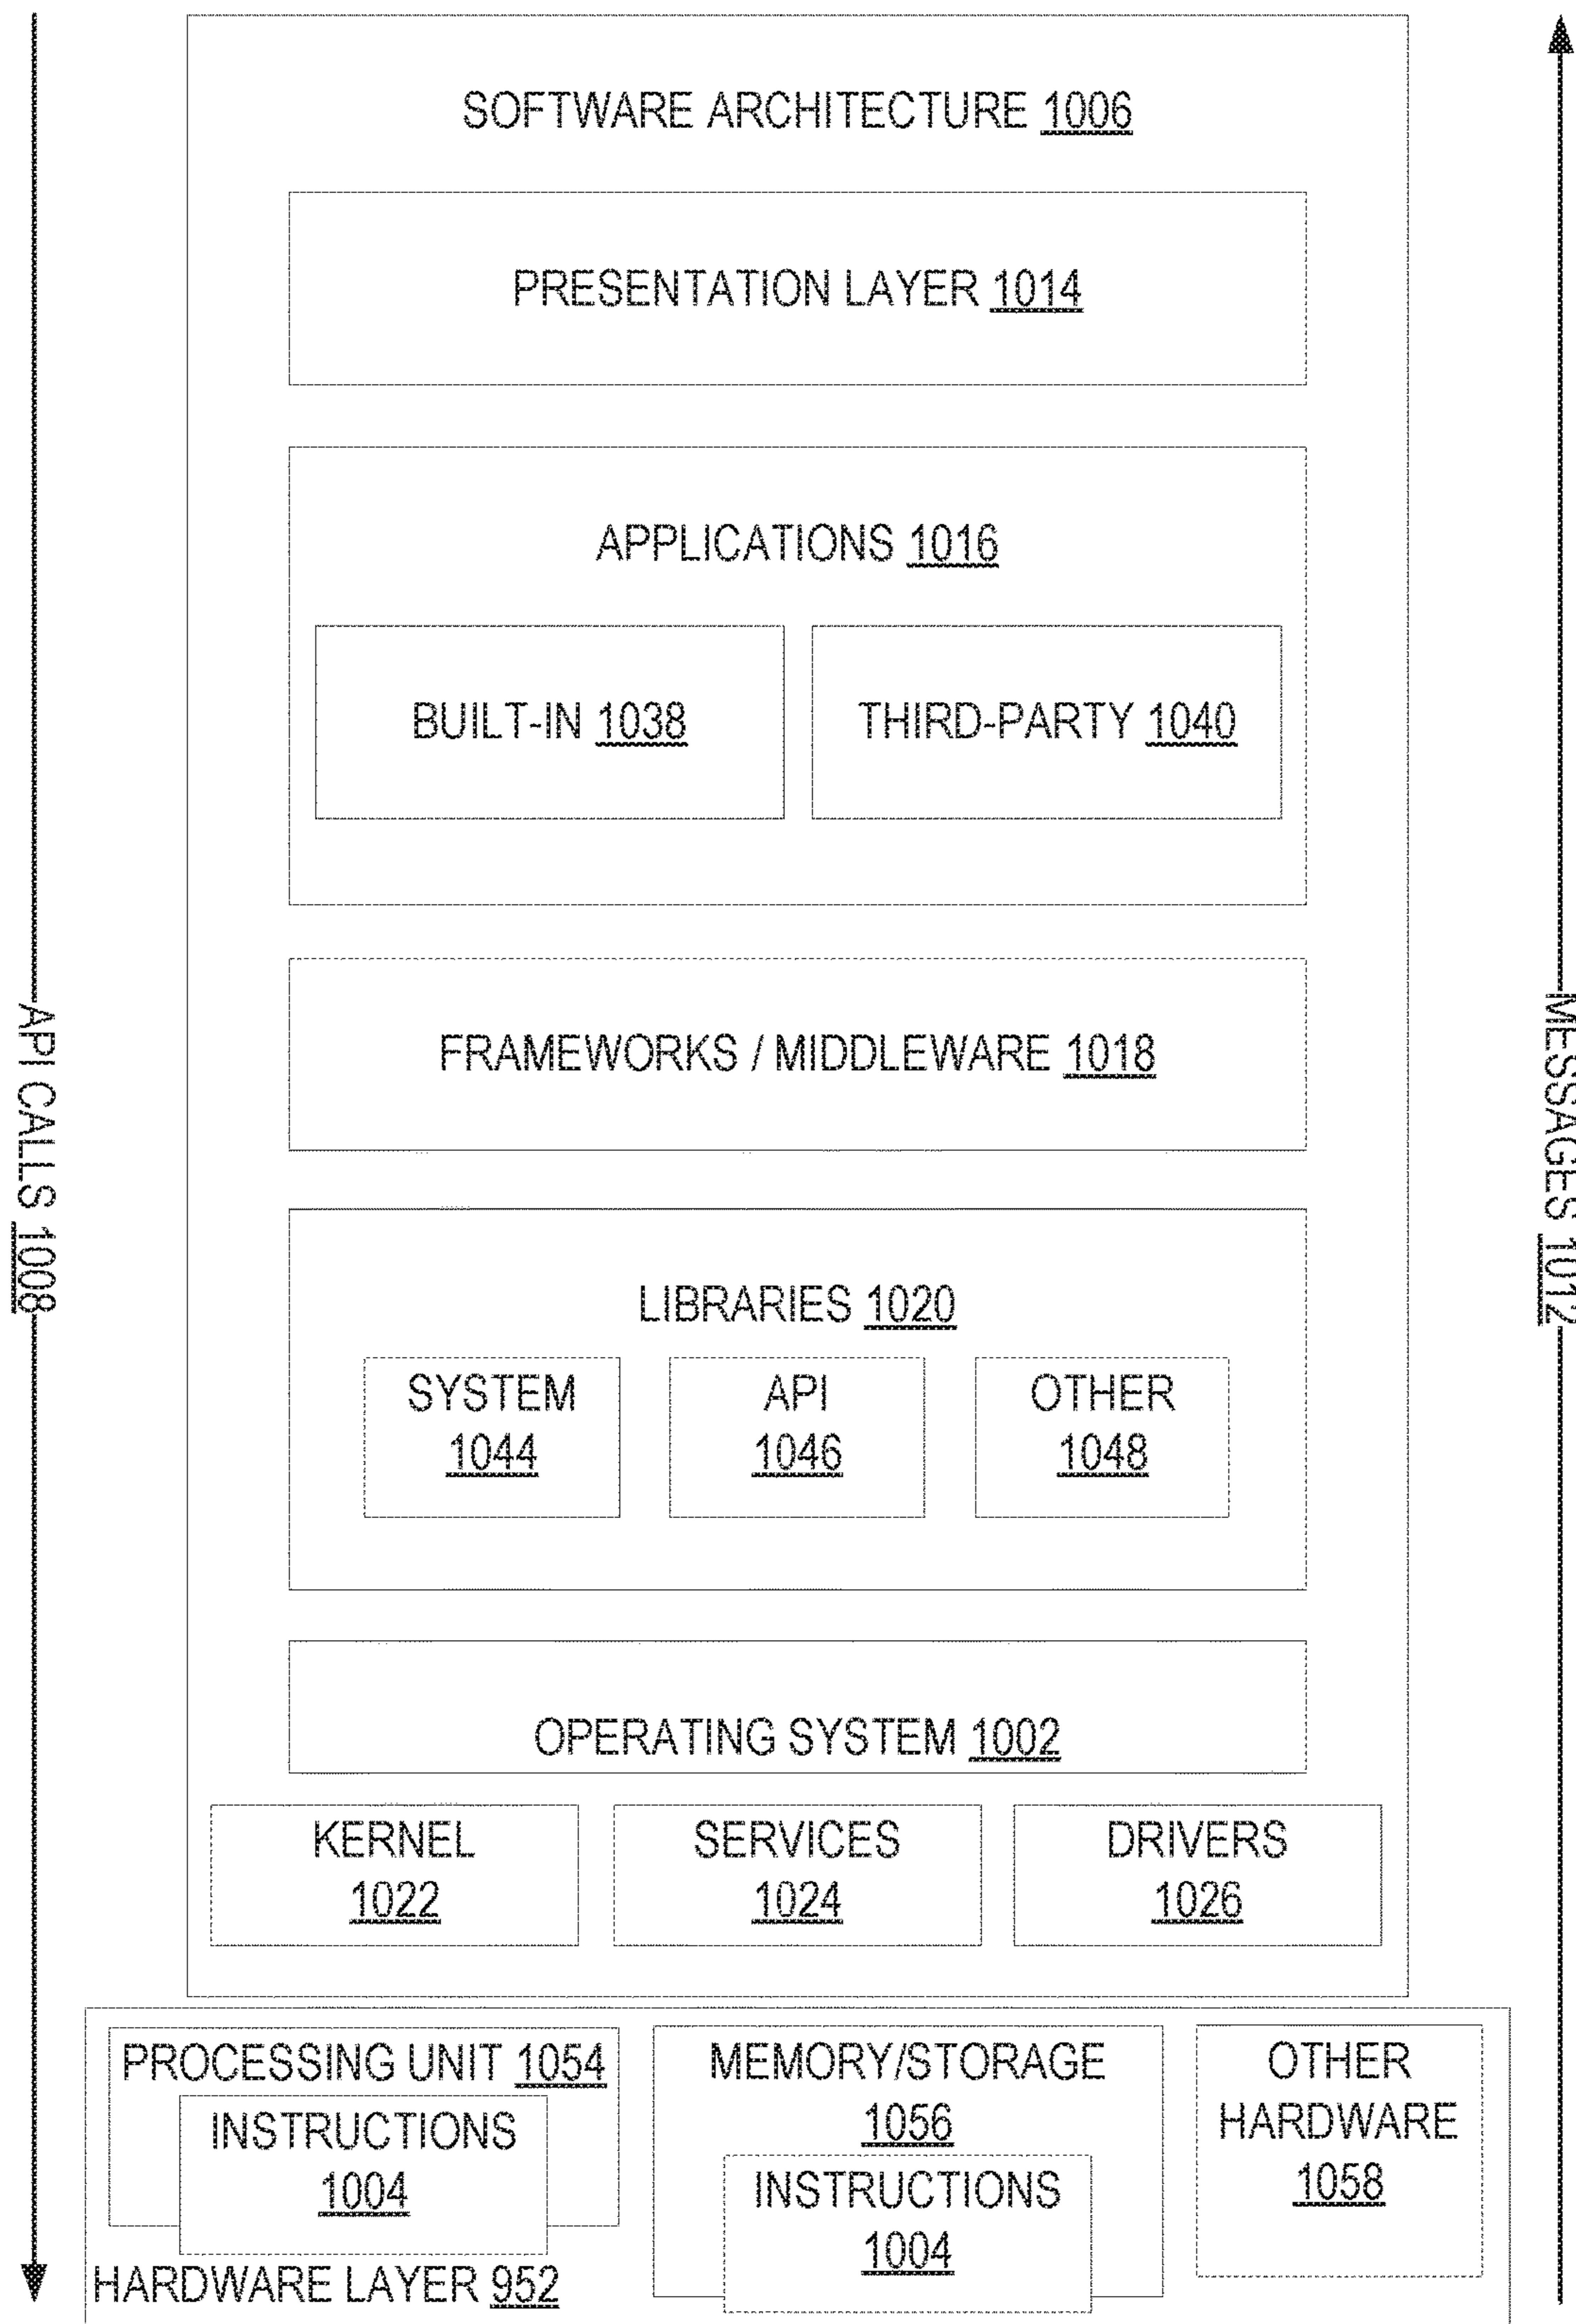 SOFTWARE ARCHITECTURE 1006
PRESENTATION LAYER 1014
APPLICATIONS 1016
BUILT-IN 1038
THIRD-PARTY 1040
FRAMEWORKS / MIDDLEWARE 1018
API CALLS 1008
MESSAGES 1012
LIBRARIES 1020
SYSTEM
1044
API
1046
OTHER
1048
OPERATING SYSTEM 1002
KERNEL
1022
SERVICES
1024
DRIVERS
1026
PROCESSING UNIT 1054
INSTRUCTIONS
1004
MEMORY/STORAGE
1056
INSTRUCTIONS
1004
OTHER
HARDWARE
1058
HARDWARE LAYER 952